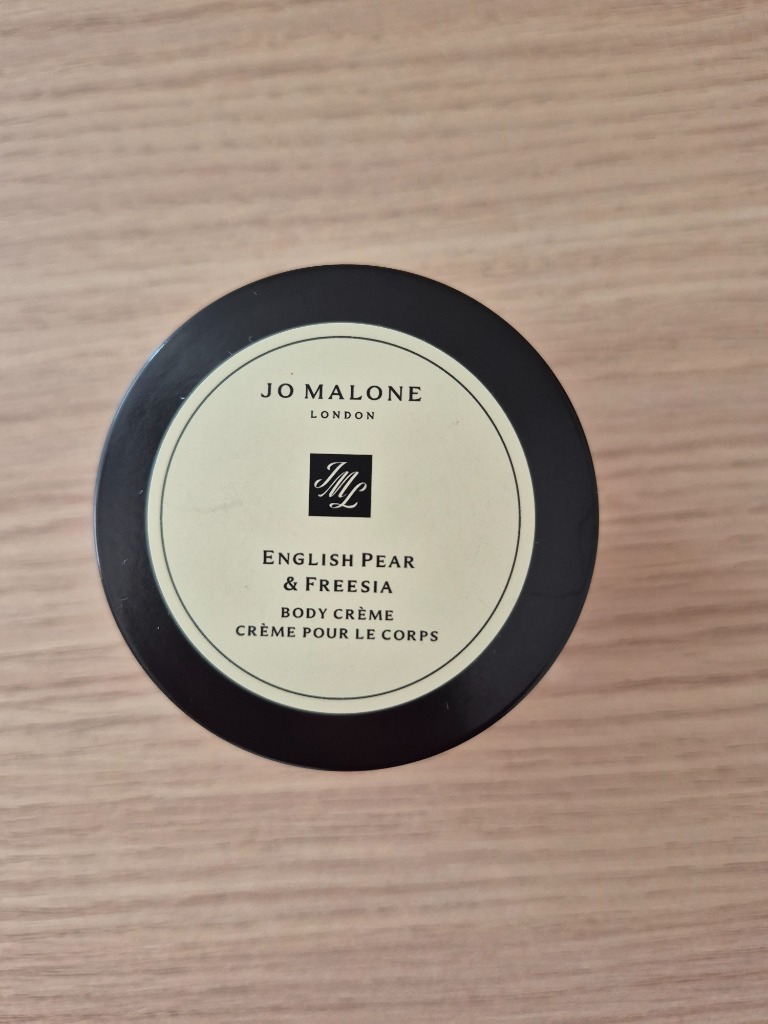 JO MALONE
LONDON
JML
ENGLISH PEAR
& FREESIA
BODY CRÈME
CRÈME POUR LE CORPS